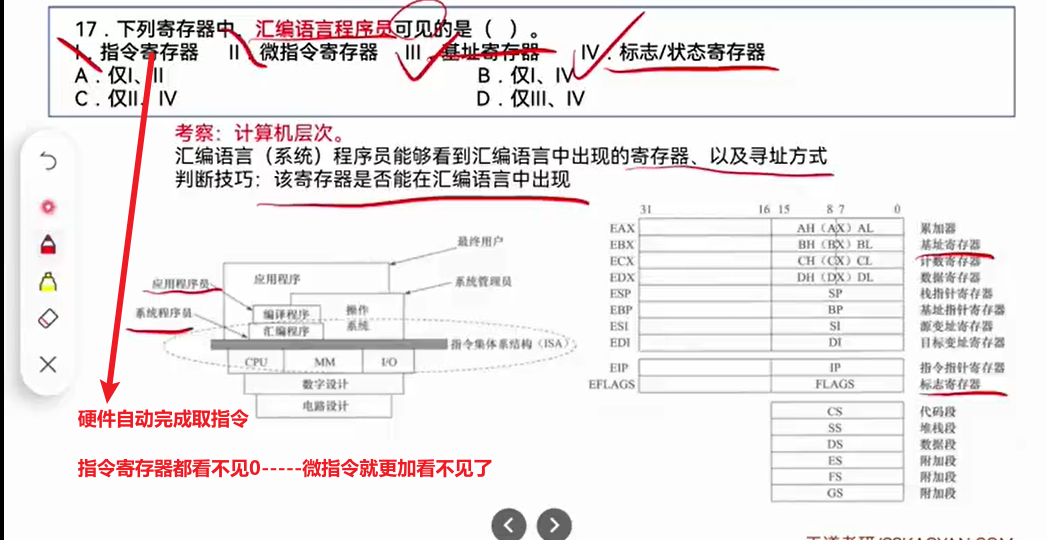 17．下列寄存器中，汇编语言程序员可见的是（ ）。
I．指令寄存器 II．微指令寄存器 III．基址寄存器 IV．标志/状态寄存器
A．仅I、II B．仅I、IV
C．仅II、IV D．仅III、IV
考察：计算机层次。
汇编语言（系统）程序员能够看到汇编语言中出现的寄存器、以及寻址方式
判断技巧：该寄存器是否能在汇编语言中出现
最终用户
应用程序
系统管理员
应用程序员
编译程序
操作
系统
系统程序员
汇编程序
指令集体系结构（ISA）
CPU MM I/O
数字设计
电路设计
31 16 15 8 7 0
EAX AH（AX）AL 累加器
EBX BH（BX）BL 基址寄存器
ECX CH（CX）CL 计数寄存器
EDX DH（DX）DL 数据寄存器
ESP SP 栈指针寄存器
EBP BP 基址指针寄存器
ESI SI 源变址寄存器
EDI DI 目标变址寄存器
EIP IP 指令指针寄存器
EFLAGS FLAGS 标志寄存器
CS 代码段
SS 堆栈段
DS 数据段
ES 附加段
FS 附加段
GS 附加段
硬件自动完成取指令
指令寄存器都看不见0-----微指令就更加看不见了